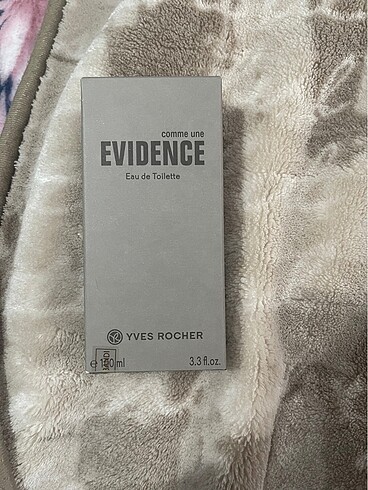 comme une
EVIDENCE
Eau de Toilette
YVES ROCHER
e 100 ml 3.3 fl.oz.